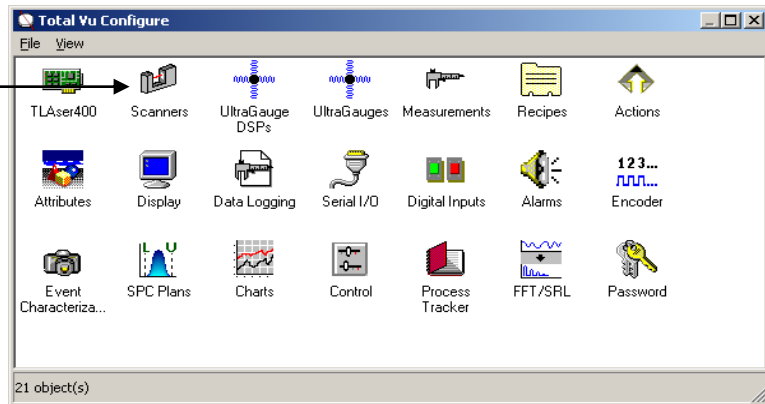 Total Vu Configure
File View
TLAser400 Scanners UltraGauge DSPs UltraGauges Measurements Recipes Actions
123...
Attributes Display Data Logging Serial I/O Digital Inputs Alarms Encoder
L U
Event Characteriza... SPC Plans Charts Control Process Tracker FFT/SRL Password
21 object(s)